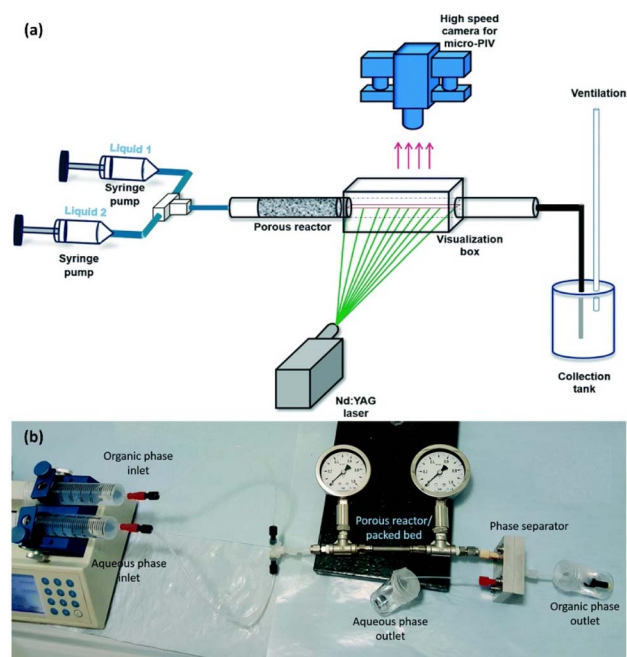 (a)
High speed
camera for
micro-PIV
Ventilation
Liquid 1
Syringe
pump
Liquid 2
Syringe
pump
Porous reactor
Visualization
box
Nd:YAG
laser
Collection
tank
(b)
Organic phase
inlet
Aqueous phase
inlet
Porous reactor/
packed bed
Phase separator
Aqueous phase
outlet
Organic phase
outlet